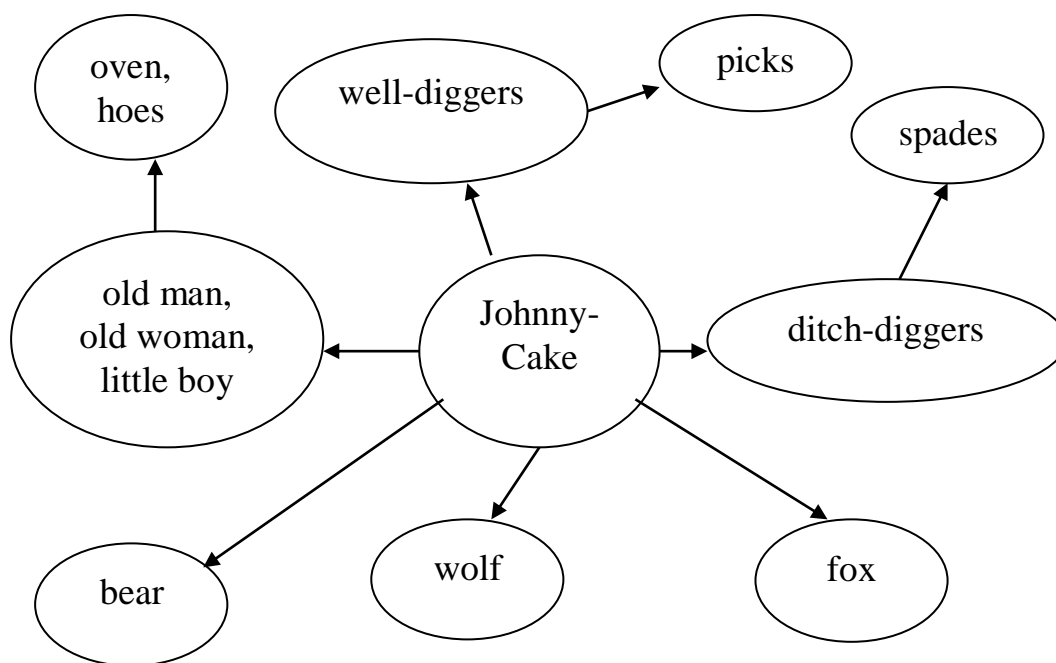 oven,
hoes
well-diggers
picks
spades
old man,
old woman,
little boy
Johnny-
Cake
ditch-diggers
bear
wolf
fox